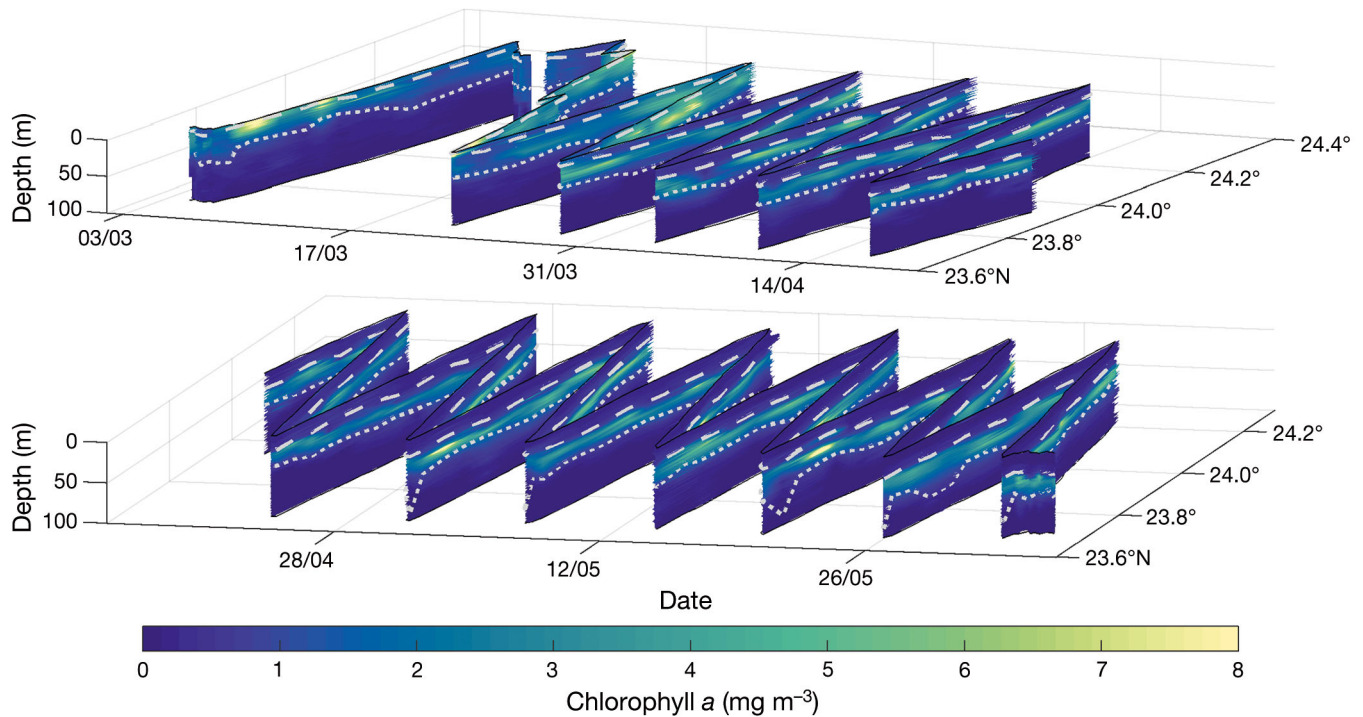 Depth (m)
0
50
100
03/03
17/03
31/03
14/04
23.6°N
23.8°
24.0°
24.2°
24.4°
Depth (m)
0
50
100
28/04
12/05
26/05
23.6°N
23.8°
24.0°
24.2°
Date
0 1 2 3 4 5 6 7 8
Chlorophyll a (mg m⁻³)